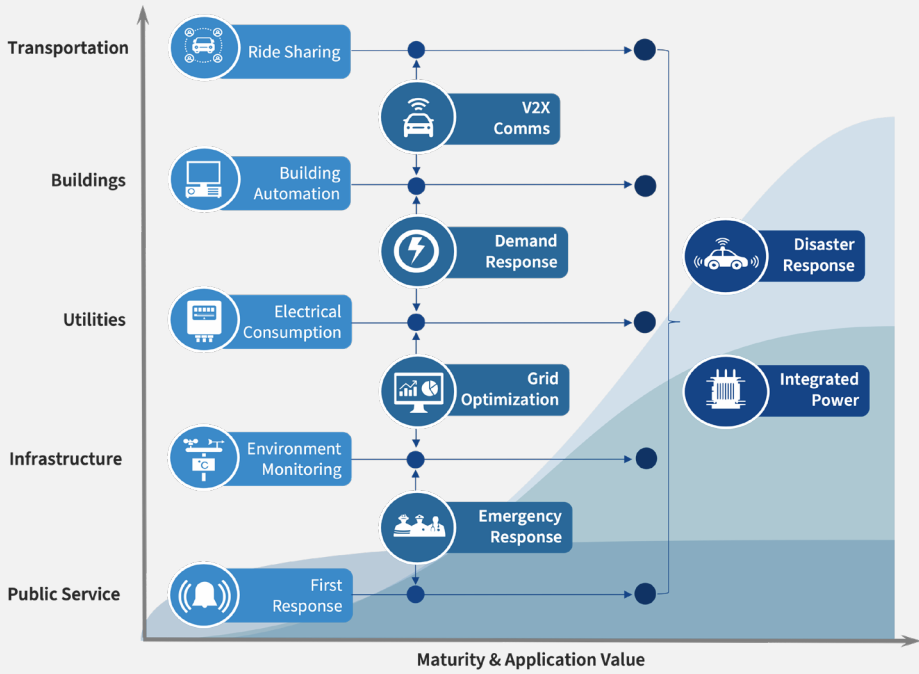 Transportation
Ride Sharing
V2X
Comms
Buildings
Building
Automation
Demand
Response
Disaster
Response
Utilities
Electrical
Consumption
Grid
Optimization
Integrated
Power
Infrastructure
°C
Environment
Monitoring
Emergency
Response
Public Service
First
Response
Maturity & Application Value